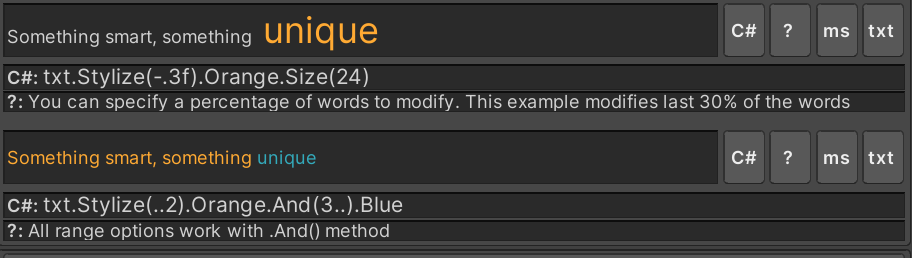 Something smart, something unique C# ? ms txt
C#: txt.Stylize(-.3f).Orange.Size(24)
?: You can specify a percentage of words to modify. This example modifies last 30% of the words
Something smart, something unique C# ? ms txt
C#: txt.Stylize(..2).Orange.And(3..).Blue
?: All range options work with .And() method